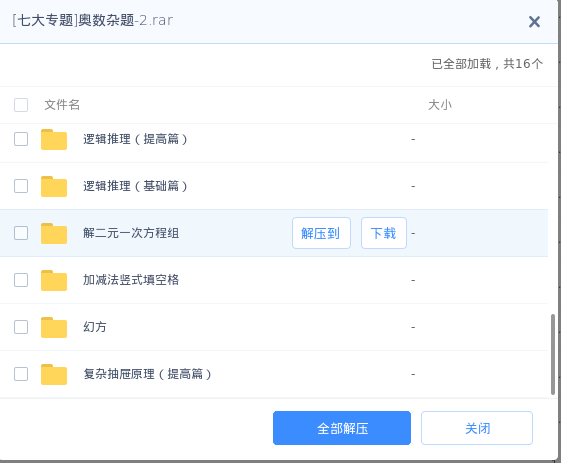 [七大专题]奥数杂题-2.rar
已全部加载，共16个
文件名 大小
逻辑推理（提高篇） -
逻辑推理（基础篇） -
解二元一次方程组 解压到 下载 -
加减法竖式填空格 -
幻方 -
复杂抽屉原理（提高篇） -
全部解压 关闭